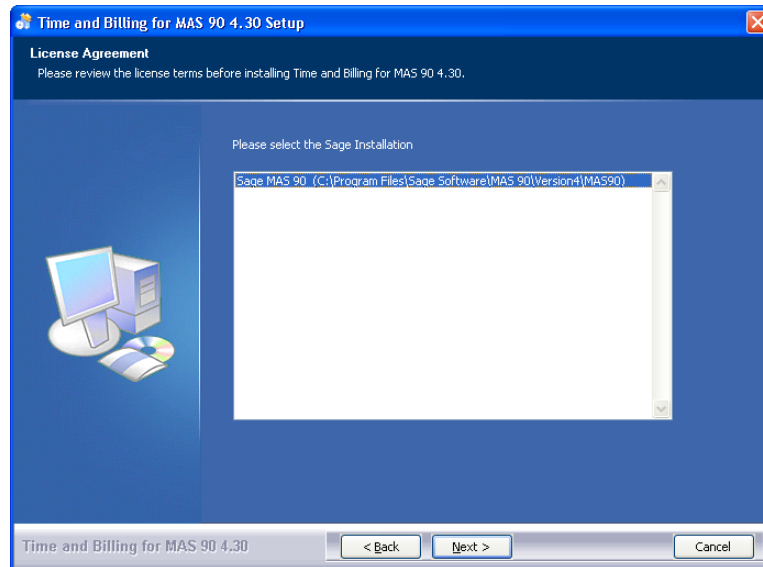 Time and Billing for MAS 90 4.30 Setup
License Agreement
Please review the license terms before installing Time and Billing for MAS 90 4.30.
Please select the Sage Installation
Sage MAS 90 (C:\Program Files\Sage Software\MAS 90\Version4\MAS90)
Time and Billing for MAS 90 4.30
< Back
Next >
Cancel